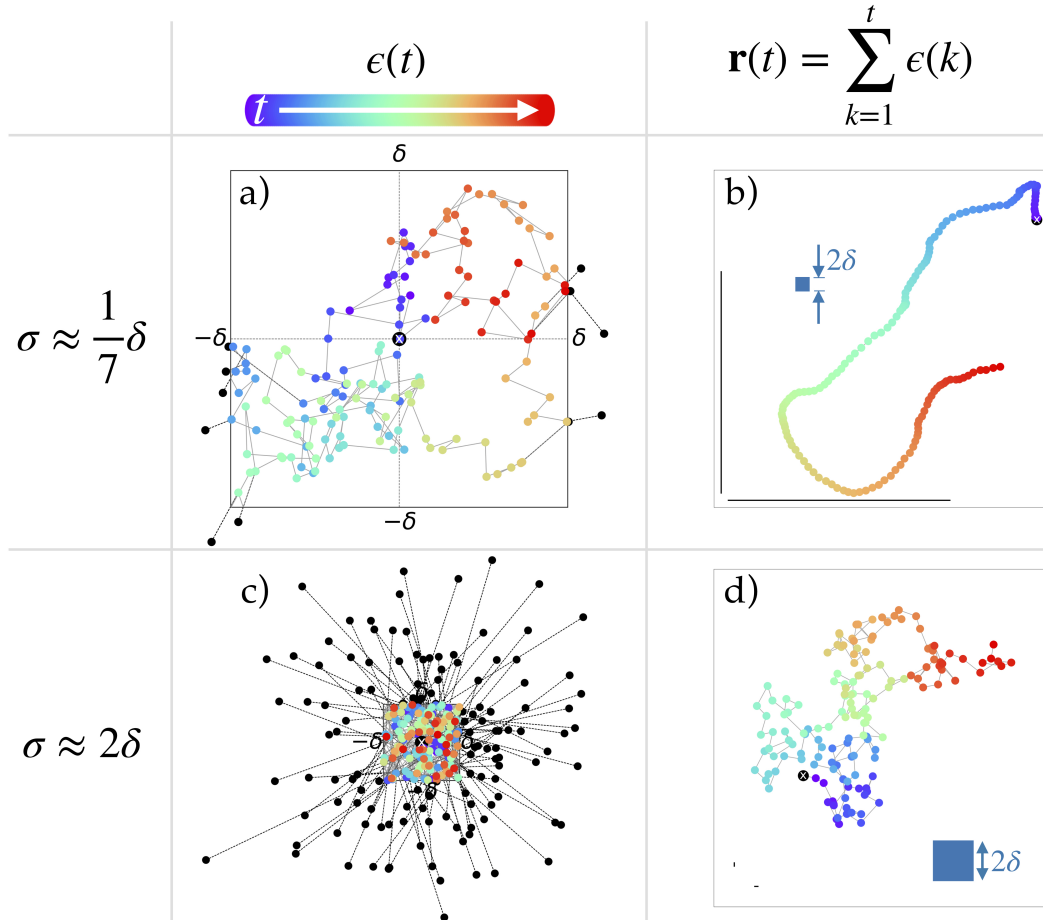 ϵ(t)
r(t) = ∑_{k=1}^{t} ϵ(k)
t
σ ≈ 1/7 δ
a)
δ
−δ
δ
−δ
x
b)
2δ
x
σ ≈ 2δ
c)
δ
−δ
δ
−δ
x
d)
x
2δ